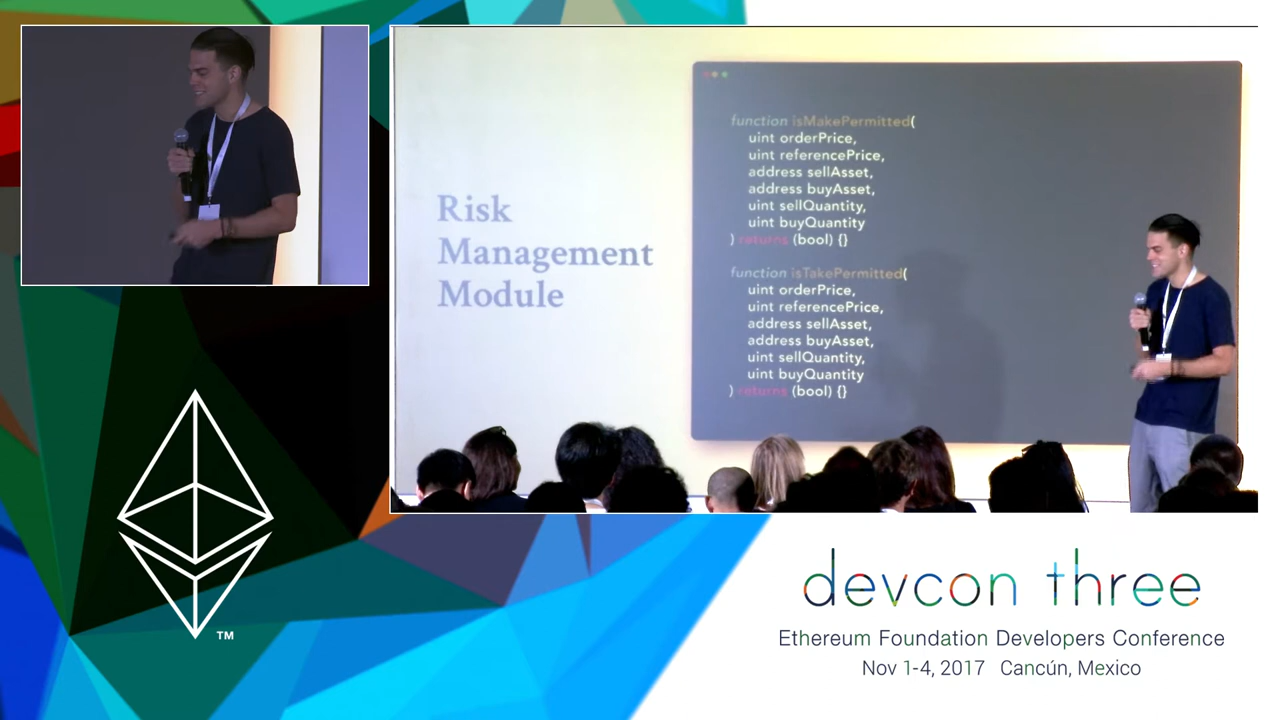 Risk
Management
Module
function isMakePermitted(
uint orderPrice,
uint referencePrice,
address sellAsset,
address buyAsset,
uint sellQuantity,
uint buyQuantity
) returns (bool) {}
function isTakePermitted(
uint orderPrice,
uint referencePrice,
address sellAsset,
address buyAsset,
uint sellQuantity,
uint buyQuantity
) returns (bool) {}
TM
devcon three
Ethereum Foundation Developers Conference
Nov 1-4, 2017 Cancún, Mexico